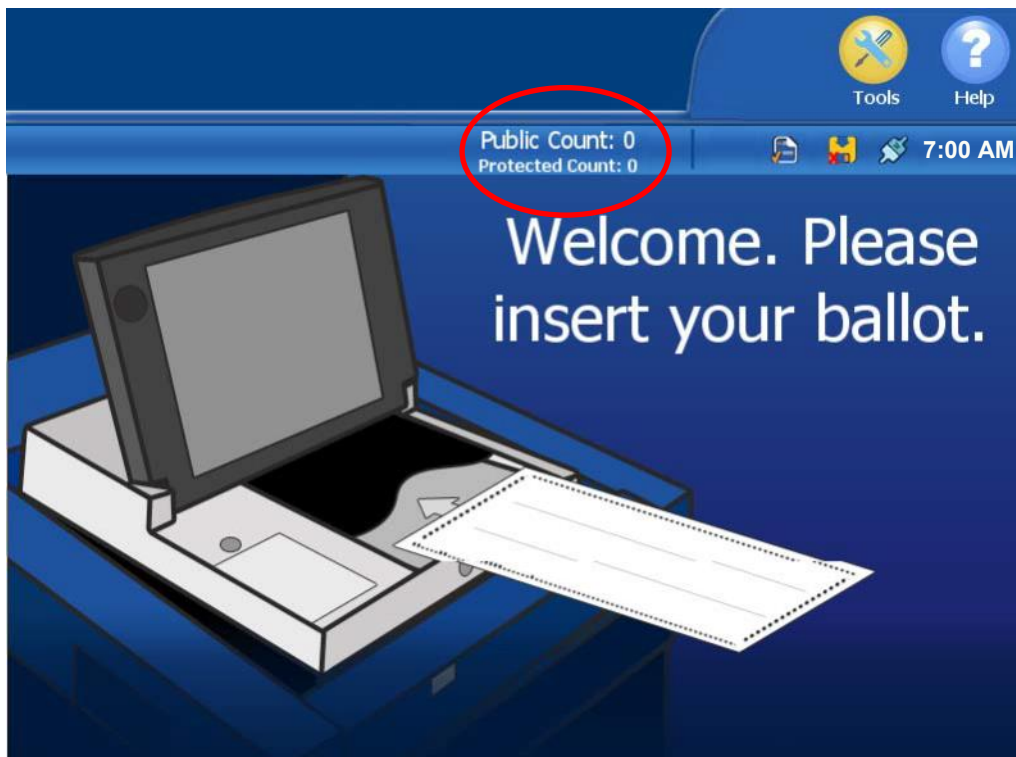 Tools
Help
Public Count: 0
Protected Count: 0
7:00 AM
Welcome. Please
insert your ballot.